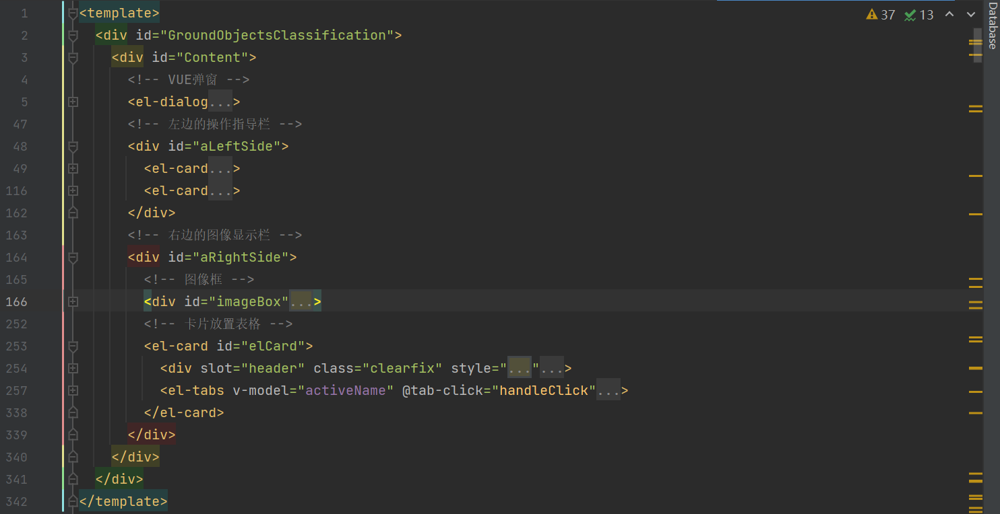 1 <template>
2 <div id="GroundObjectsClassification">
3 <div id="Content">
4 <!-- VUE弹窗 -->
5 <el-dialog...>
47 <!-- 左边的操作指导栏 -->
48 <div id="aLeftSide">
49 <el-card...>
116 <el-card...>
162 </div>
163 <!-- 右边的图像显示栏 -->
164 <div id="aRightSide">
165 <!-- 图像框 -->
166 <div id="imageBox"...>
252 <!-- 卡片放置表格 -->
253 <el-card id="elCard">
254 <div slot="header" class="clearfix" style="..."...>
257 <el-tabs v-model="activeName" @tab-click="handleClick"...>
338 </el-card>
339 </div>
340 </div>
341 </div>
342 </template>
37 13
Database